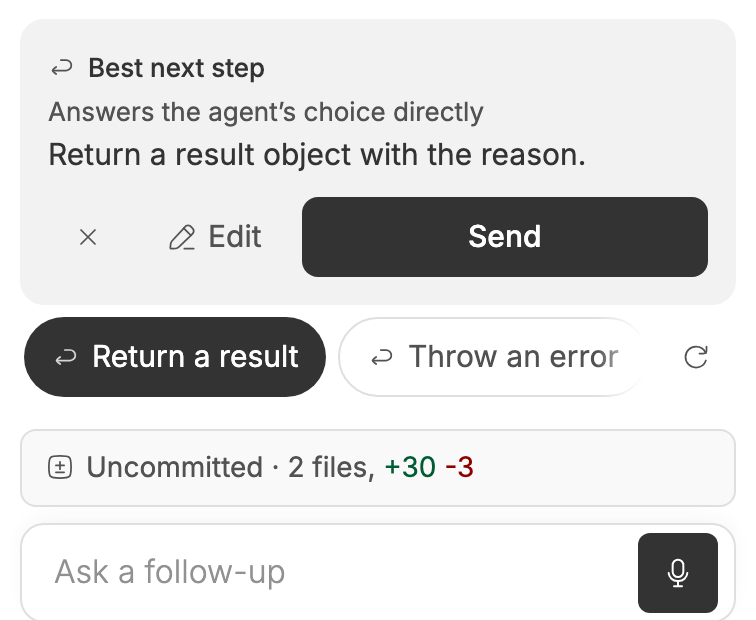 Best next step
Answers the agent’s choice directly
Return a result object with the reason.
Edit
Send
Return a result
Throw an error
Uncommitted · 2 files, +30 -3
Ask a follow-up